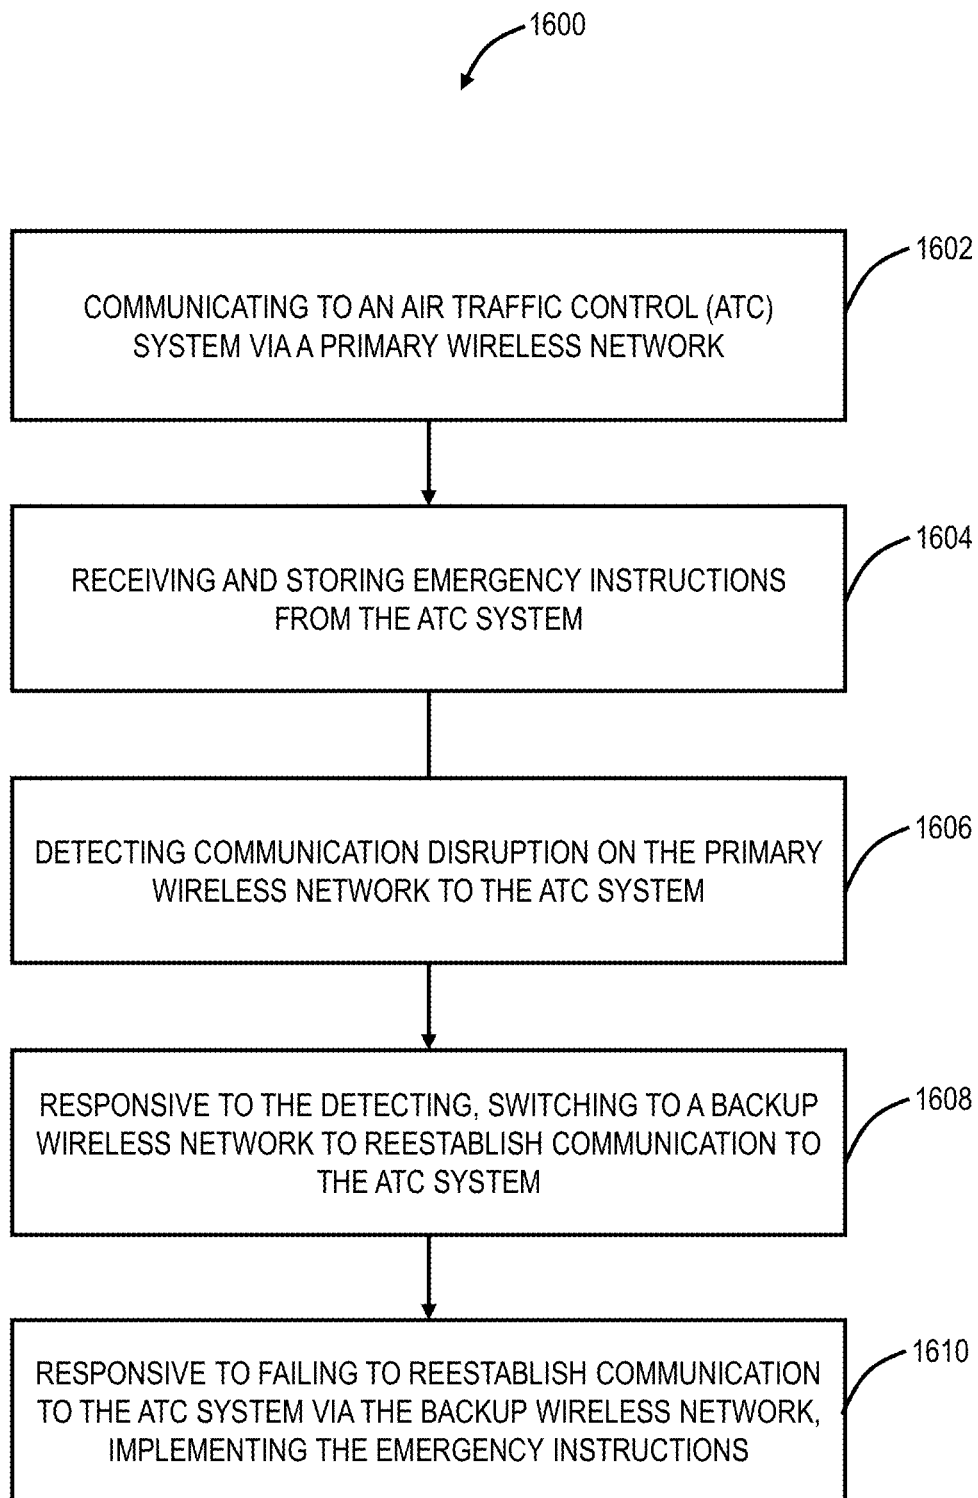 1600
1602
COMMUNICATING TO AN AIR TRAFFIC CONTROL (ATC)
SYSTEM VIA A PRIMARY WIRELESS NETWORK
1604
RECEIVING AND STORING EMERGENCY INSTRUCTIONS
FROM THE ATC SYSTEM
1606
DETECTING COMMUNICATION DISRUPTION ON THE PRIMARY
WIRELESS NETWORK TO THE ATC SYSTEM
1608
RESPONSIVE TO THE DETECTING, SWITCHING TO A BACKUP
WIRELESS NETWORK TO REESTABLISH COMMUNICATION TO
THE ATC SYSTEM
1610
RESPONSIVE TO FAILING TO REESTABLISH COMMUNICATION
TO THE ATC SYSTEM VIA THE BACKUP WIRELESS NETWORK,
IMPLEMENTING THE EMERGENCY INSTRUCTIONS